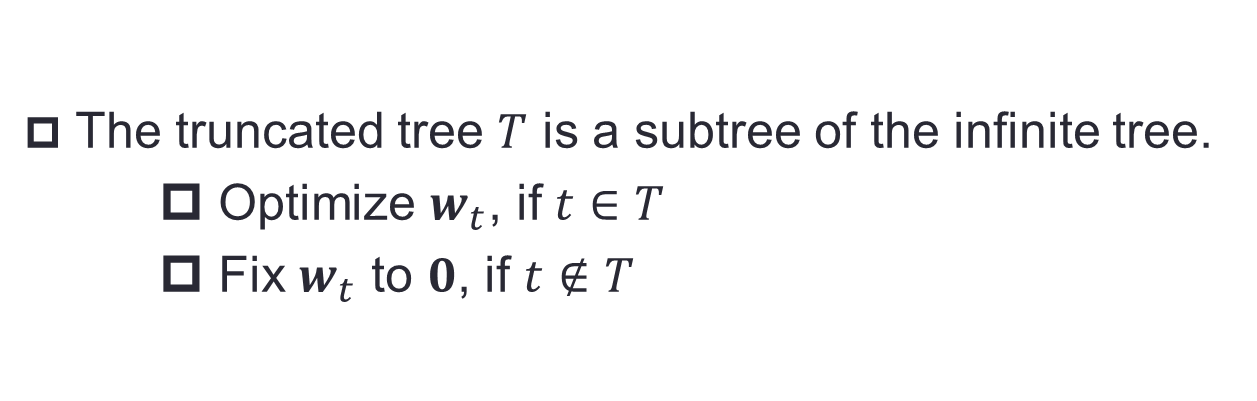 The truncated tree T is a subtree of the infinite tree.
Optimize w_t, if t ∈ T
Fix w_t to 0, if t ∉ T